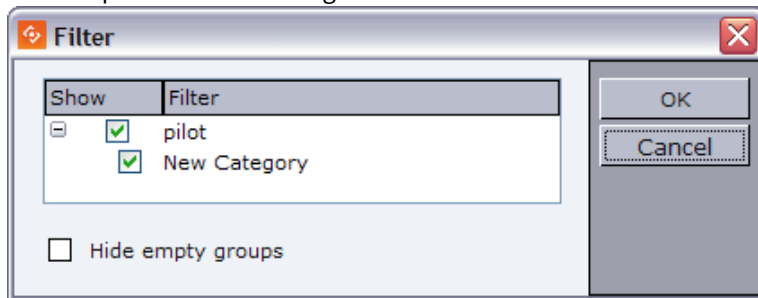 Filter
Show Filter
OK
pilot
Cancel
New Category
Hide empty groups